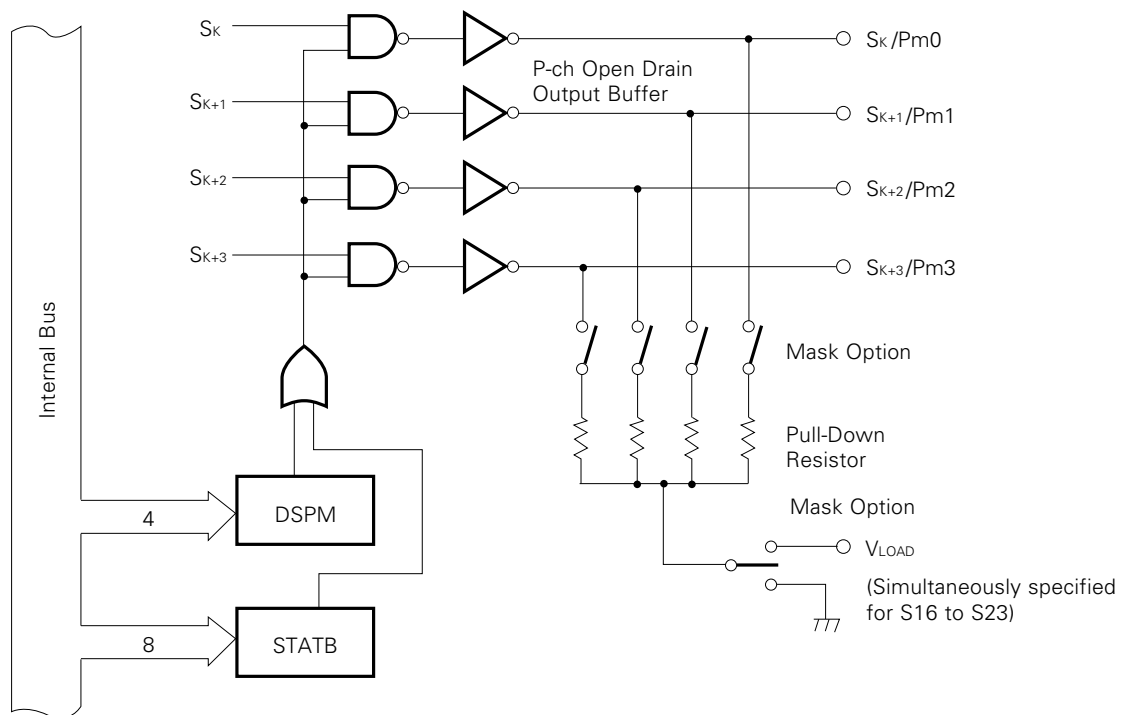 SK
SK/Pm0
P-ch Open Drain
Output Buffer
SK+1
SK+1/Pm1
SK+2
SK+2/Pm2
SK+3
SK+3/Pm3
Internal Bus
Mask Option
Pull-Down
Resistor
4
DSPM
Mask Option
VLOAD
(Simultaneously specified
for S16 to S23)
8
STATB